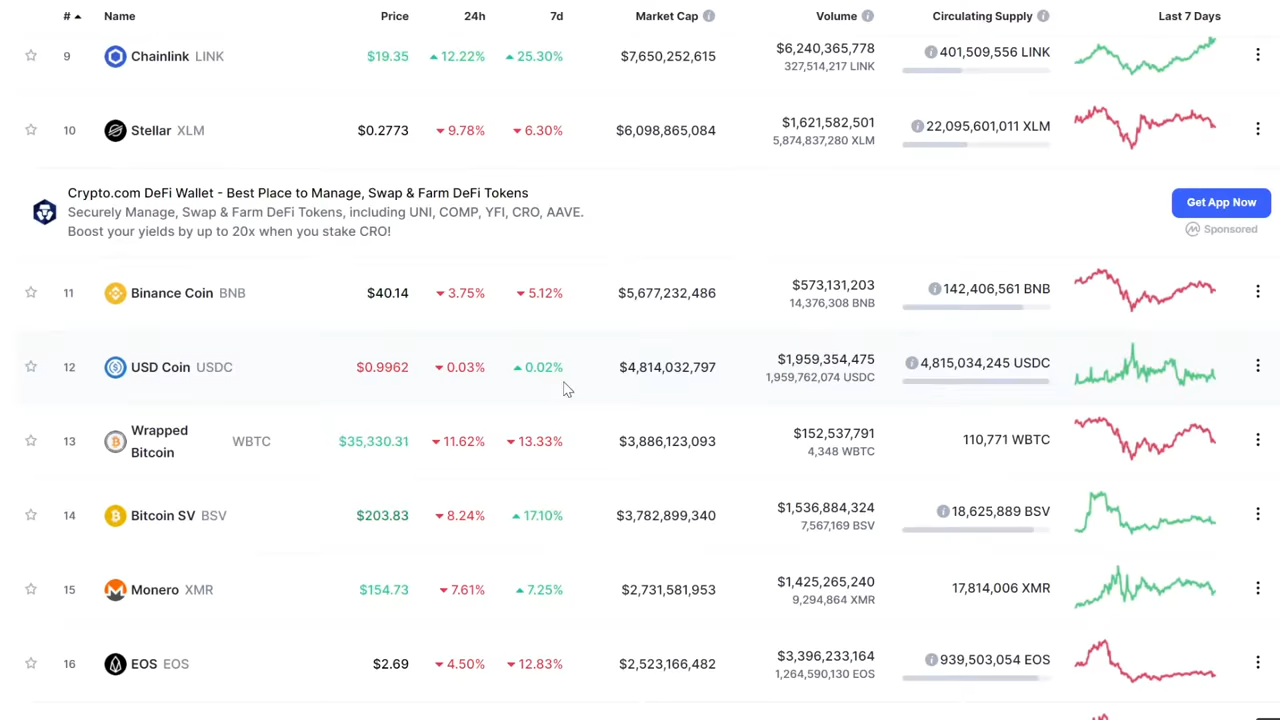 # Name Price 24h 7d Market Cap Volume Circulating Supply Last 7 Days
9 Chainlink LINK $19.35 12.22% 25.30% $7,650,252,615 $6,240,365,778 401,509,556 LINK
327,514,217 LINK
10 Stellar XLM $0.2773 9.78% 6.30% $6,098,865,084 $1,621,582,501 22,095,601,011 XLM
5,874,837,280 XLM
Crypto.com DeFi Wallet - Best Place to Manage, Swap & Farm DeFi Tokens
Securely Manage, Swap & Farm DeFi Tokens, including UNI, COMP, YFI, CRO, AAVE.
Boost your yields by up to 20x when you stake CRO!
Get App Now
Sponsored
11 Binance Coin BNB $40.14 3.75% 5.12% $5,677,232,486 $573,131,203 142,406,561 BNB
14,376,308 BNB
12 USD Coin USDC $0.9962 0.03% 0.02% $4,814,032,797 $1,959,354,475 4,815,034,245 USDC
1,959,762,074 USDC
13 Wrapped Bitcoin WBTC $35,330.31 11.62% 13.33% $3,886,123,093 $152,537,791 110,771 WBTC
4,348 WBTC
14 Bitcoin SV BSV $203.83 8.24% 17.10% $3,782,899,340 $1,536,884,324 18,625,889 BSV
7,567,169 BSV
15 Monero XMR $154.73 7.61% 7.25% $2,731,581,953 $1,425,265,240 17,814,006 XMR
9,294,864 XMR
16 EOS EOS $2.69 4.50% 12.83% $2,523,166,482 $3,396,233,164 939,503,054 EOS
1,264,590,130 EOS